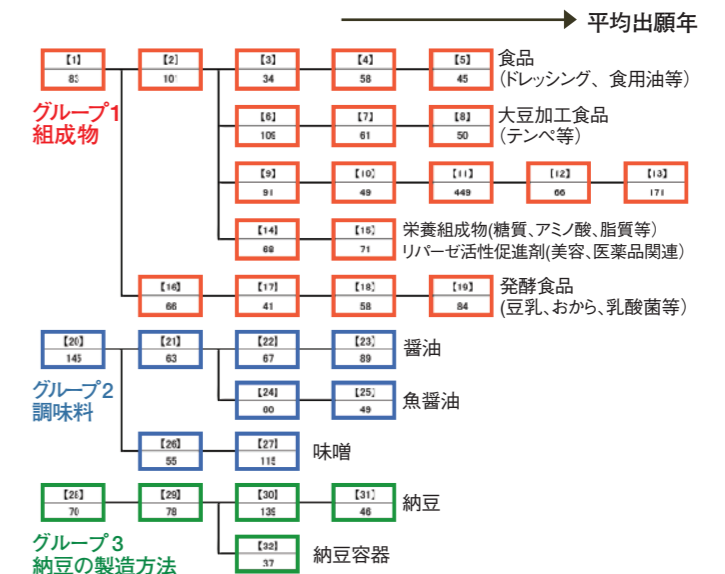 平均出願年
【1】 【2】 【3】 【4】 【5】 食品
34 58 45 (ドレッシング、食用油等)
グループ1
組成物
【6】 【7】 【8】 大豆加工食品
61 50 (テンペ等)
【9】 【10】 【11】 【12】 【13】
91 49 449 66 171
【14】 【15】 栄養組成物(糖質、アミノ酸、脂質等)
71 リパーゼ活性促進剤(美容、医薬品関連)
【16】 【17】 【18】 【19】 発酵食品
66 41 58 84 (豆乳、おから、乳酸菌等)
【20】 【21】 【22】 【23】 醤油
145 63 67 89
グループ2
調味料
【24】 【25】 魚醤油
49
【26】 【27】 味噌
55
【28】 【29】 【30】 【31】 納豆
70 78 139 46
グループ3
納豆の製造方法
【32】 納豆容器
37